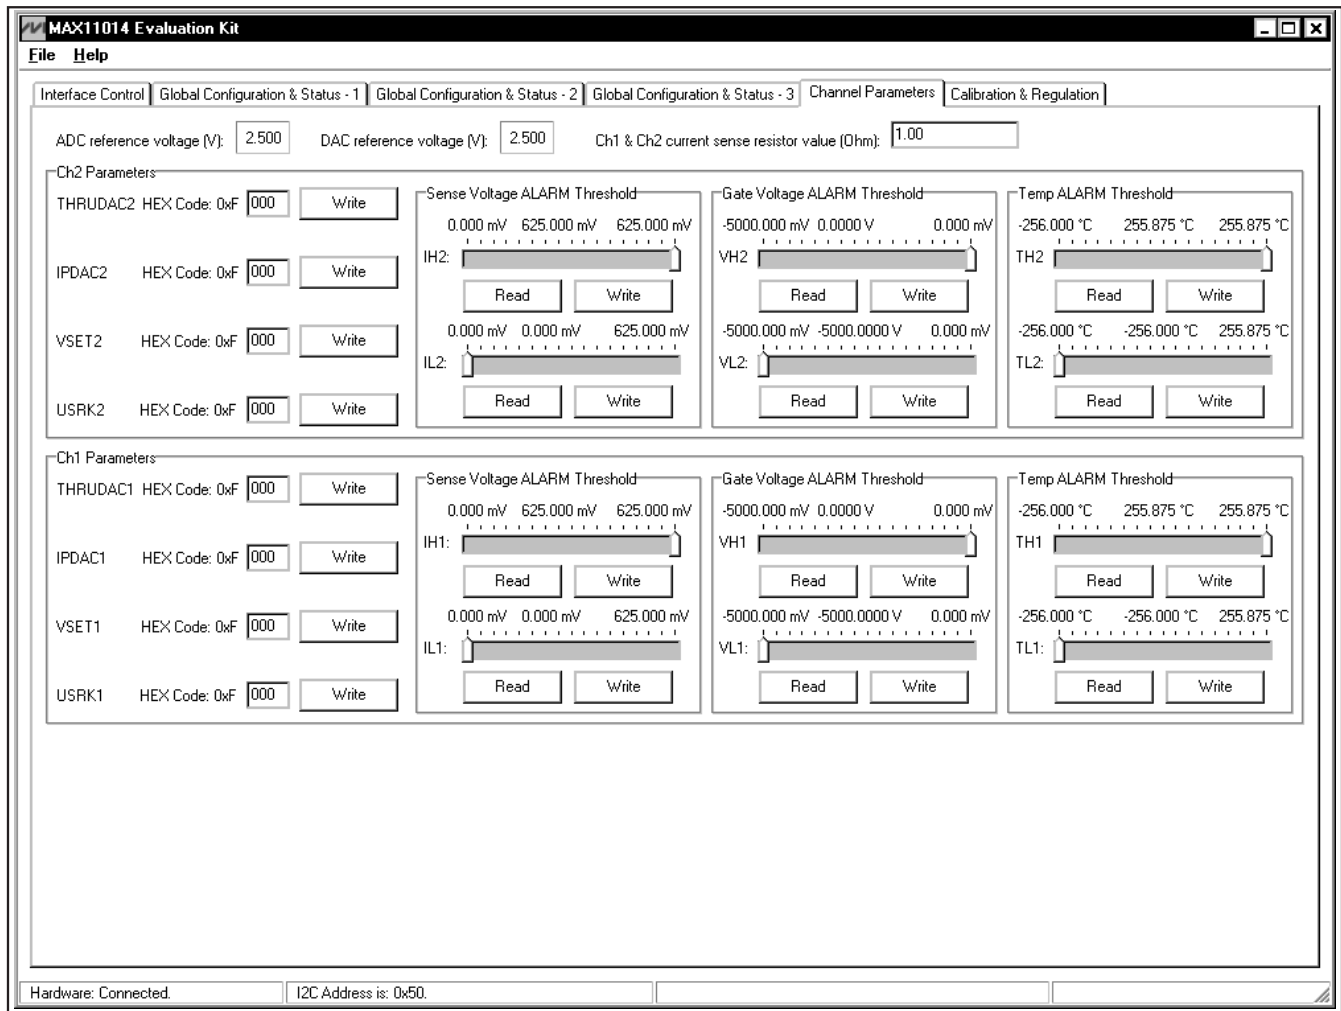 MAX11014 Evaluation Kit
File Help
Interface Control Global Configuration & Status - 1 Global Configuration & Status - 2 Global Configuration & Status - 3 Channel Parameters Calibration & Regulation
ADC reference voltage (V): 2.500 DAC reference voltage (V): 2.500 Ch1 & Ch2 current sense resistor value (Ohm): 1.00
Ch2 Parameters
THRUDAC2 HEX Code: 0xF 000 Write
IPDAC2 HEX Code: 0xF 000 Write
VSET2 HEX Code: 0xF 000 Write
USRK2 HEX Code: 0xF 000 Write
Sense Voltage ALARM Threshold
0.000 mV 625.000 mV 625.000 mV
IH2:
Read Write
0.000 mV 0.000 mV 625.000 mV
IL2:
Read Write
Gate Voltage ALARM Threshold
-5000.000 mV 0.0000 V 0.000 mV
VH2
Read Write
-5000.000 mV -5000.0000 V 0.000 mV
VL2:
Read Write
Temp ALARM Threshold
-256.000 °C 255.875 °C 255.875 °C
TH2
Read Write
-256.000 °C -256.000 °C 255.875 °C
TL2:
Read Write
Ch1 Parameters
THRUDAC1 HEX Code: 0xF 000 Write
IPDAC1 HEX Code: 0xF 000 Write
VSET1 HEX Code: 0xF 000 Write
USRK1 HEX Code: 0xF 000 Write
Sense Voltage ALARM Threshold
0.000 mV 625.000 mV 625.000 mV
IH1:
Read Write
0.000 mV 0.000 mV 625.000 mV
IL1:
Read Write
Gate Voltage ALARM Threshold
-5000.000 mV 0.0000 V 0.000 mV
VH1
Read Write
-5000.000 mV -5000.0000 V 0.000 mV
VL1:
Read Write
Temp ALARM Threshold
-256.000 °C 255.875 °C 255.875 °C
TH1
Read Write
-256.000 °C -256.000 °C 255.875 °C
TL1:
Read Write
Hardware: Connected. I2C Address is: 0x50.